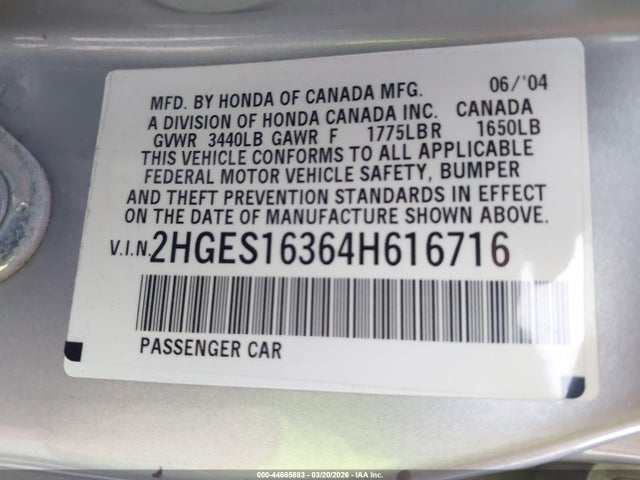 MFD. BY HONDA OF CANADA MFG. 06/'04
A DIVISION OF HONDA CANADA INC. CANADA
GVWR 3440LB GAWR F 1775LBR 1650LB
THIS VEHICLE CONFORMS TO ALL APPLICABLE
FEDERAL MOTOR VEHICLE SAFETY, BUMPER
AND THEFT PREVENTION STANDARDS IN EFFECT
ON THE DATE OF MANUFACTURE SHOWN ABOVE.
V.I.N. 2HGES16364H616716
PASSENGER CAR
000-44665883 | 03/20/2026 | IAA Inc.